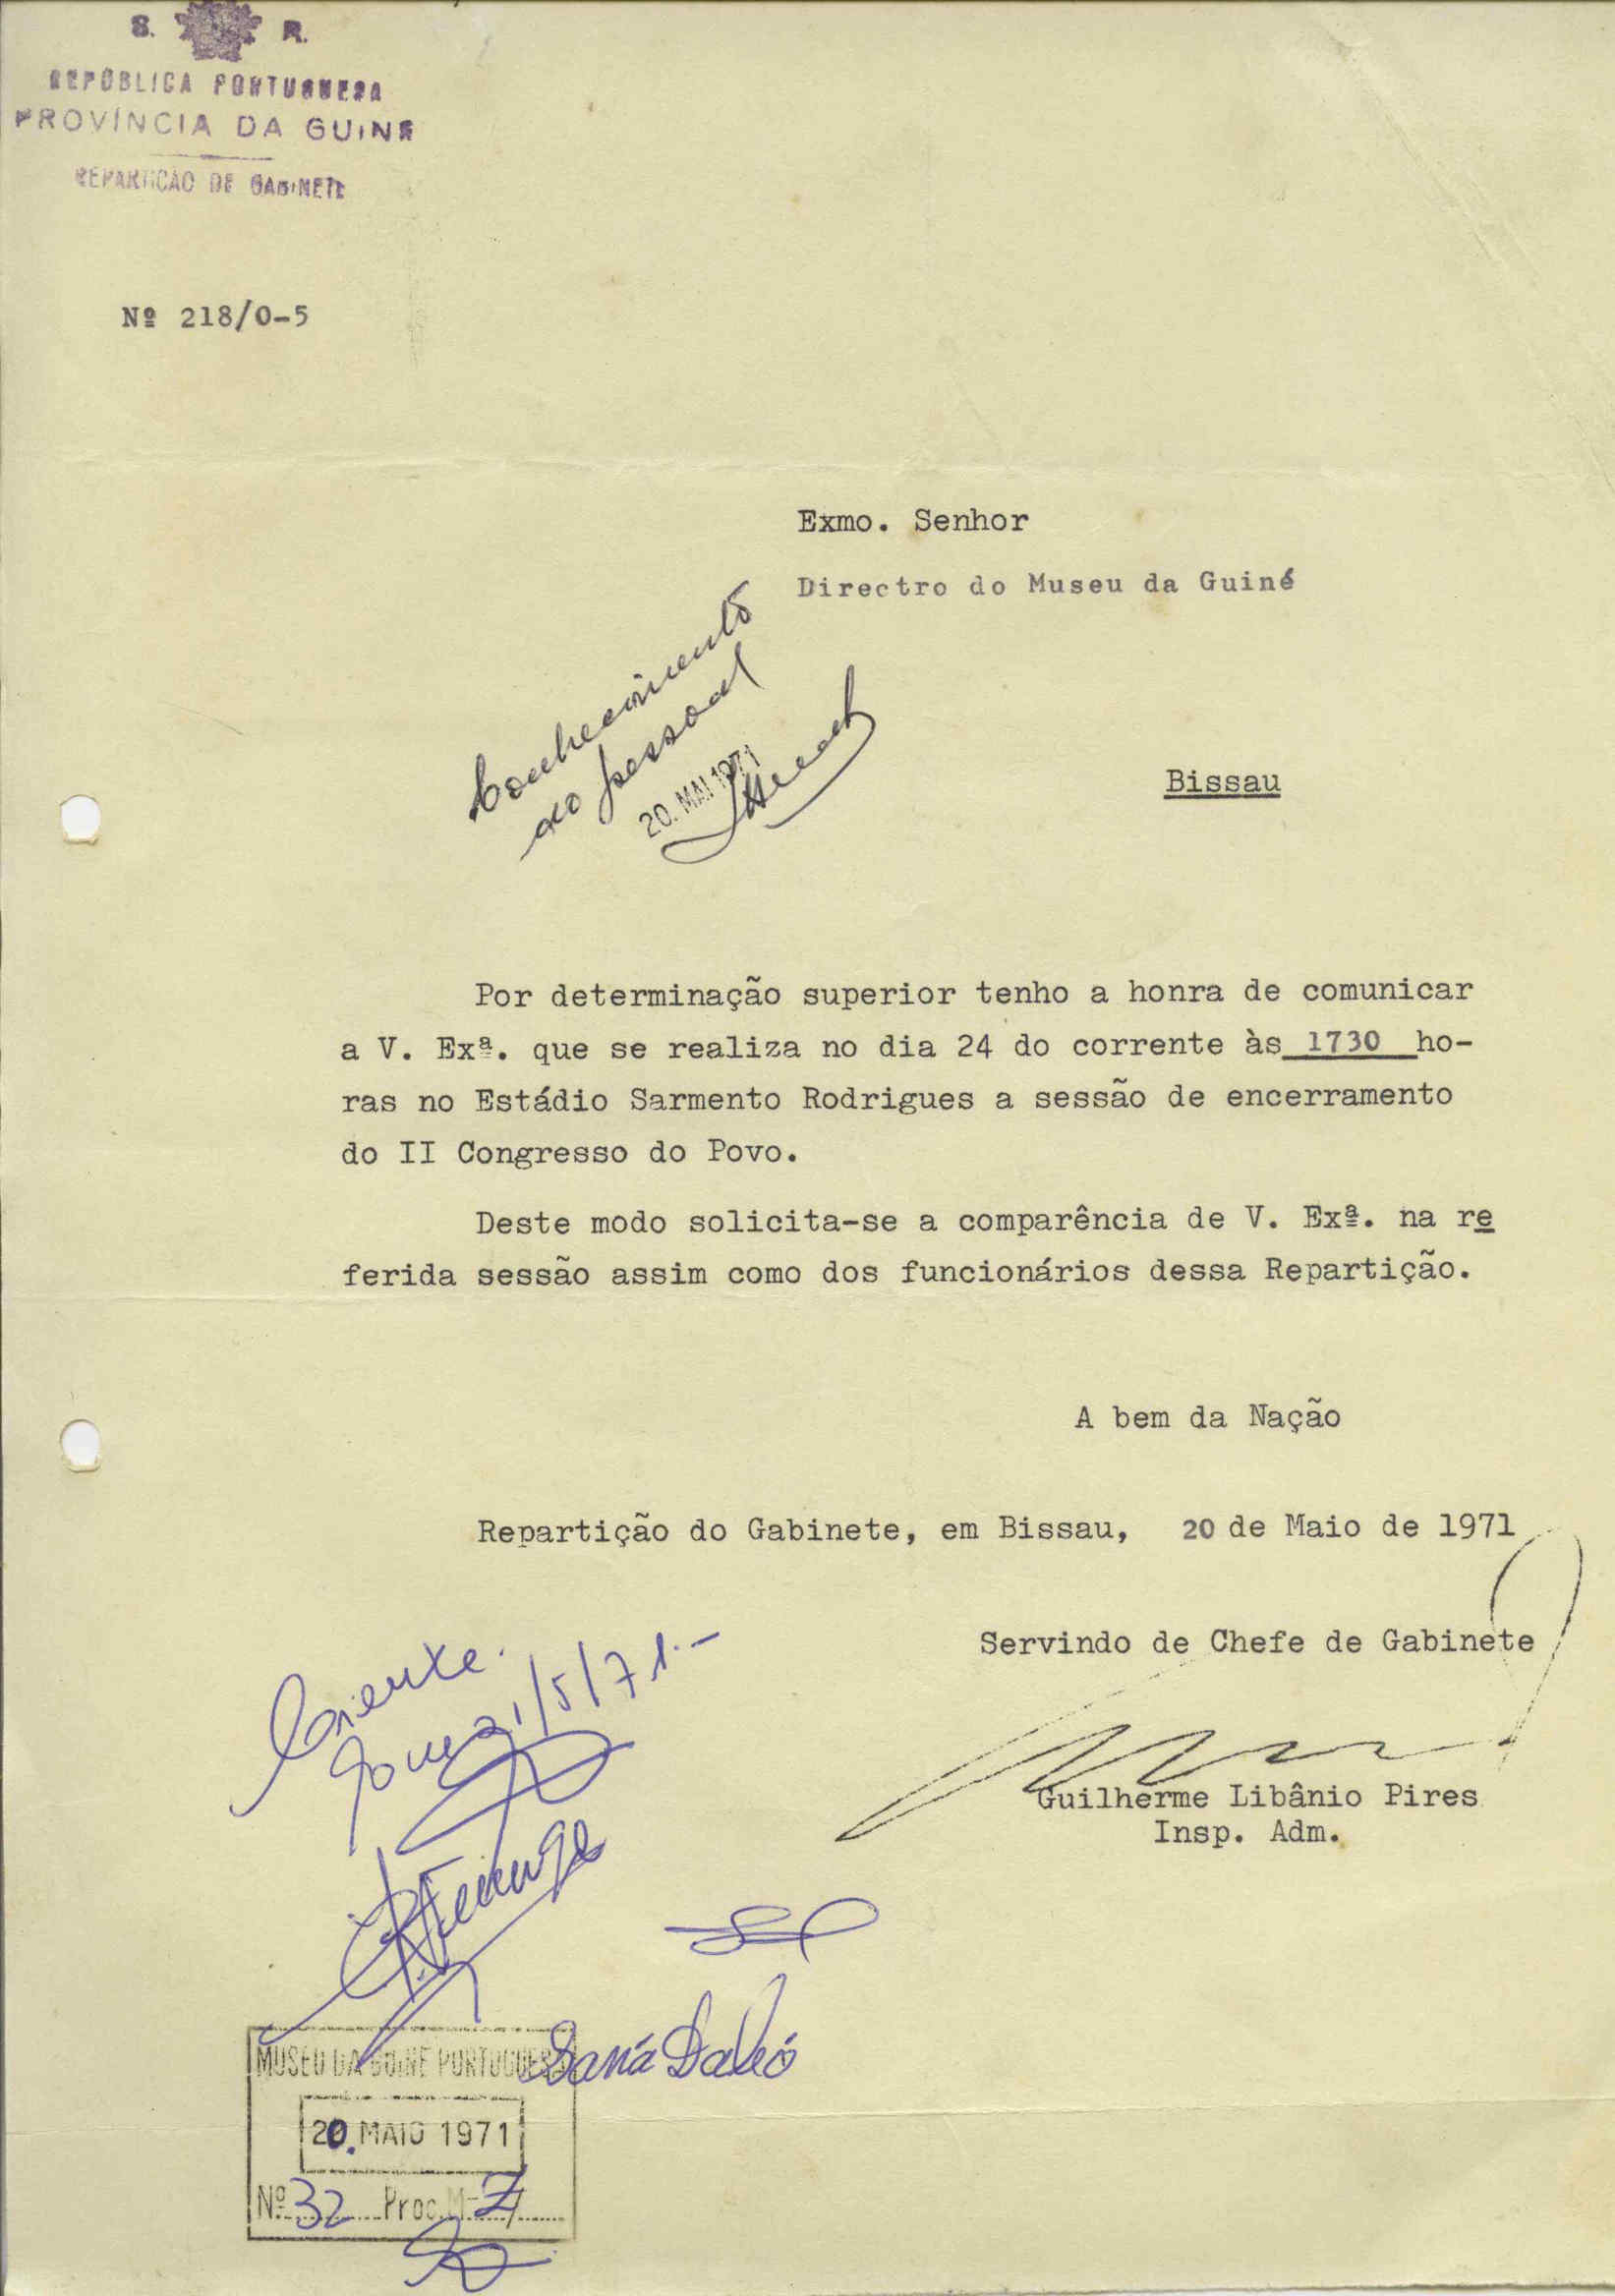 S. R.
REPÚBLICA PORTUGUESA
PROVÍNCIA DA GUINÉ
REPARTIÇÃO DE GABINETE
Nº 218/0-5
Exmo. Senhor
Directro do Museu da Guiné
Conhecimento
ao pessoal
20. MAI 1971
Bissau
Por determinação superior tenho a honra de comunicar
a V. Exª. que se realiza no dia 24 do corrente às 1730 ho-
ras no Estádio Sarmento Rodrigues a sessão de encerramento
do II Congresso do Povo.
Deste modo solicita-se a comparência de V. Exª. na re
ferida sessão assim como dos funcionários dessa Repartição.
A bem da Nação
Repartição do Gabinete, em Bissau, 20 de Maio de 1971
Servindo de Chefe de Gabinete
Guilherme Libânio Pires
Insp. Adm.
Ciente.
21/5/71.-
Saná
MUSEU DA GUINÉ PORTUGUESA
20. MAIO 1971
Nº 32 Proc. M-7